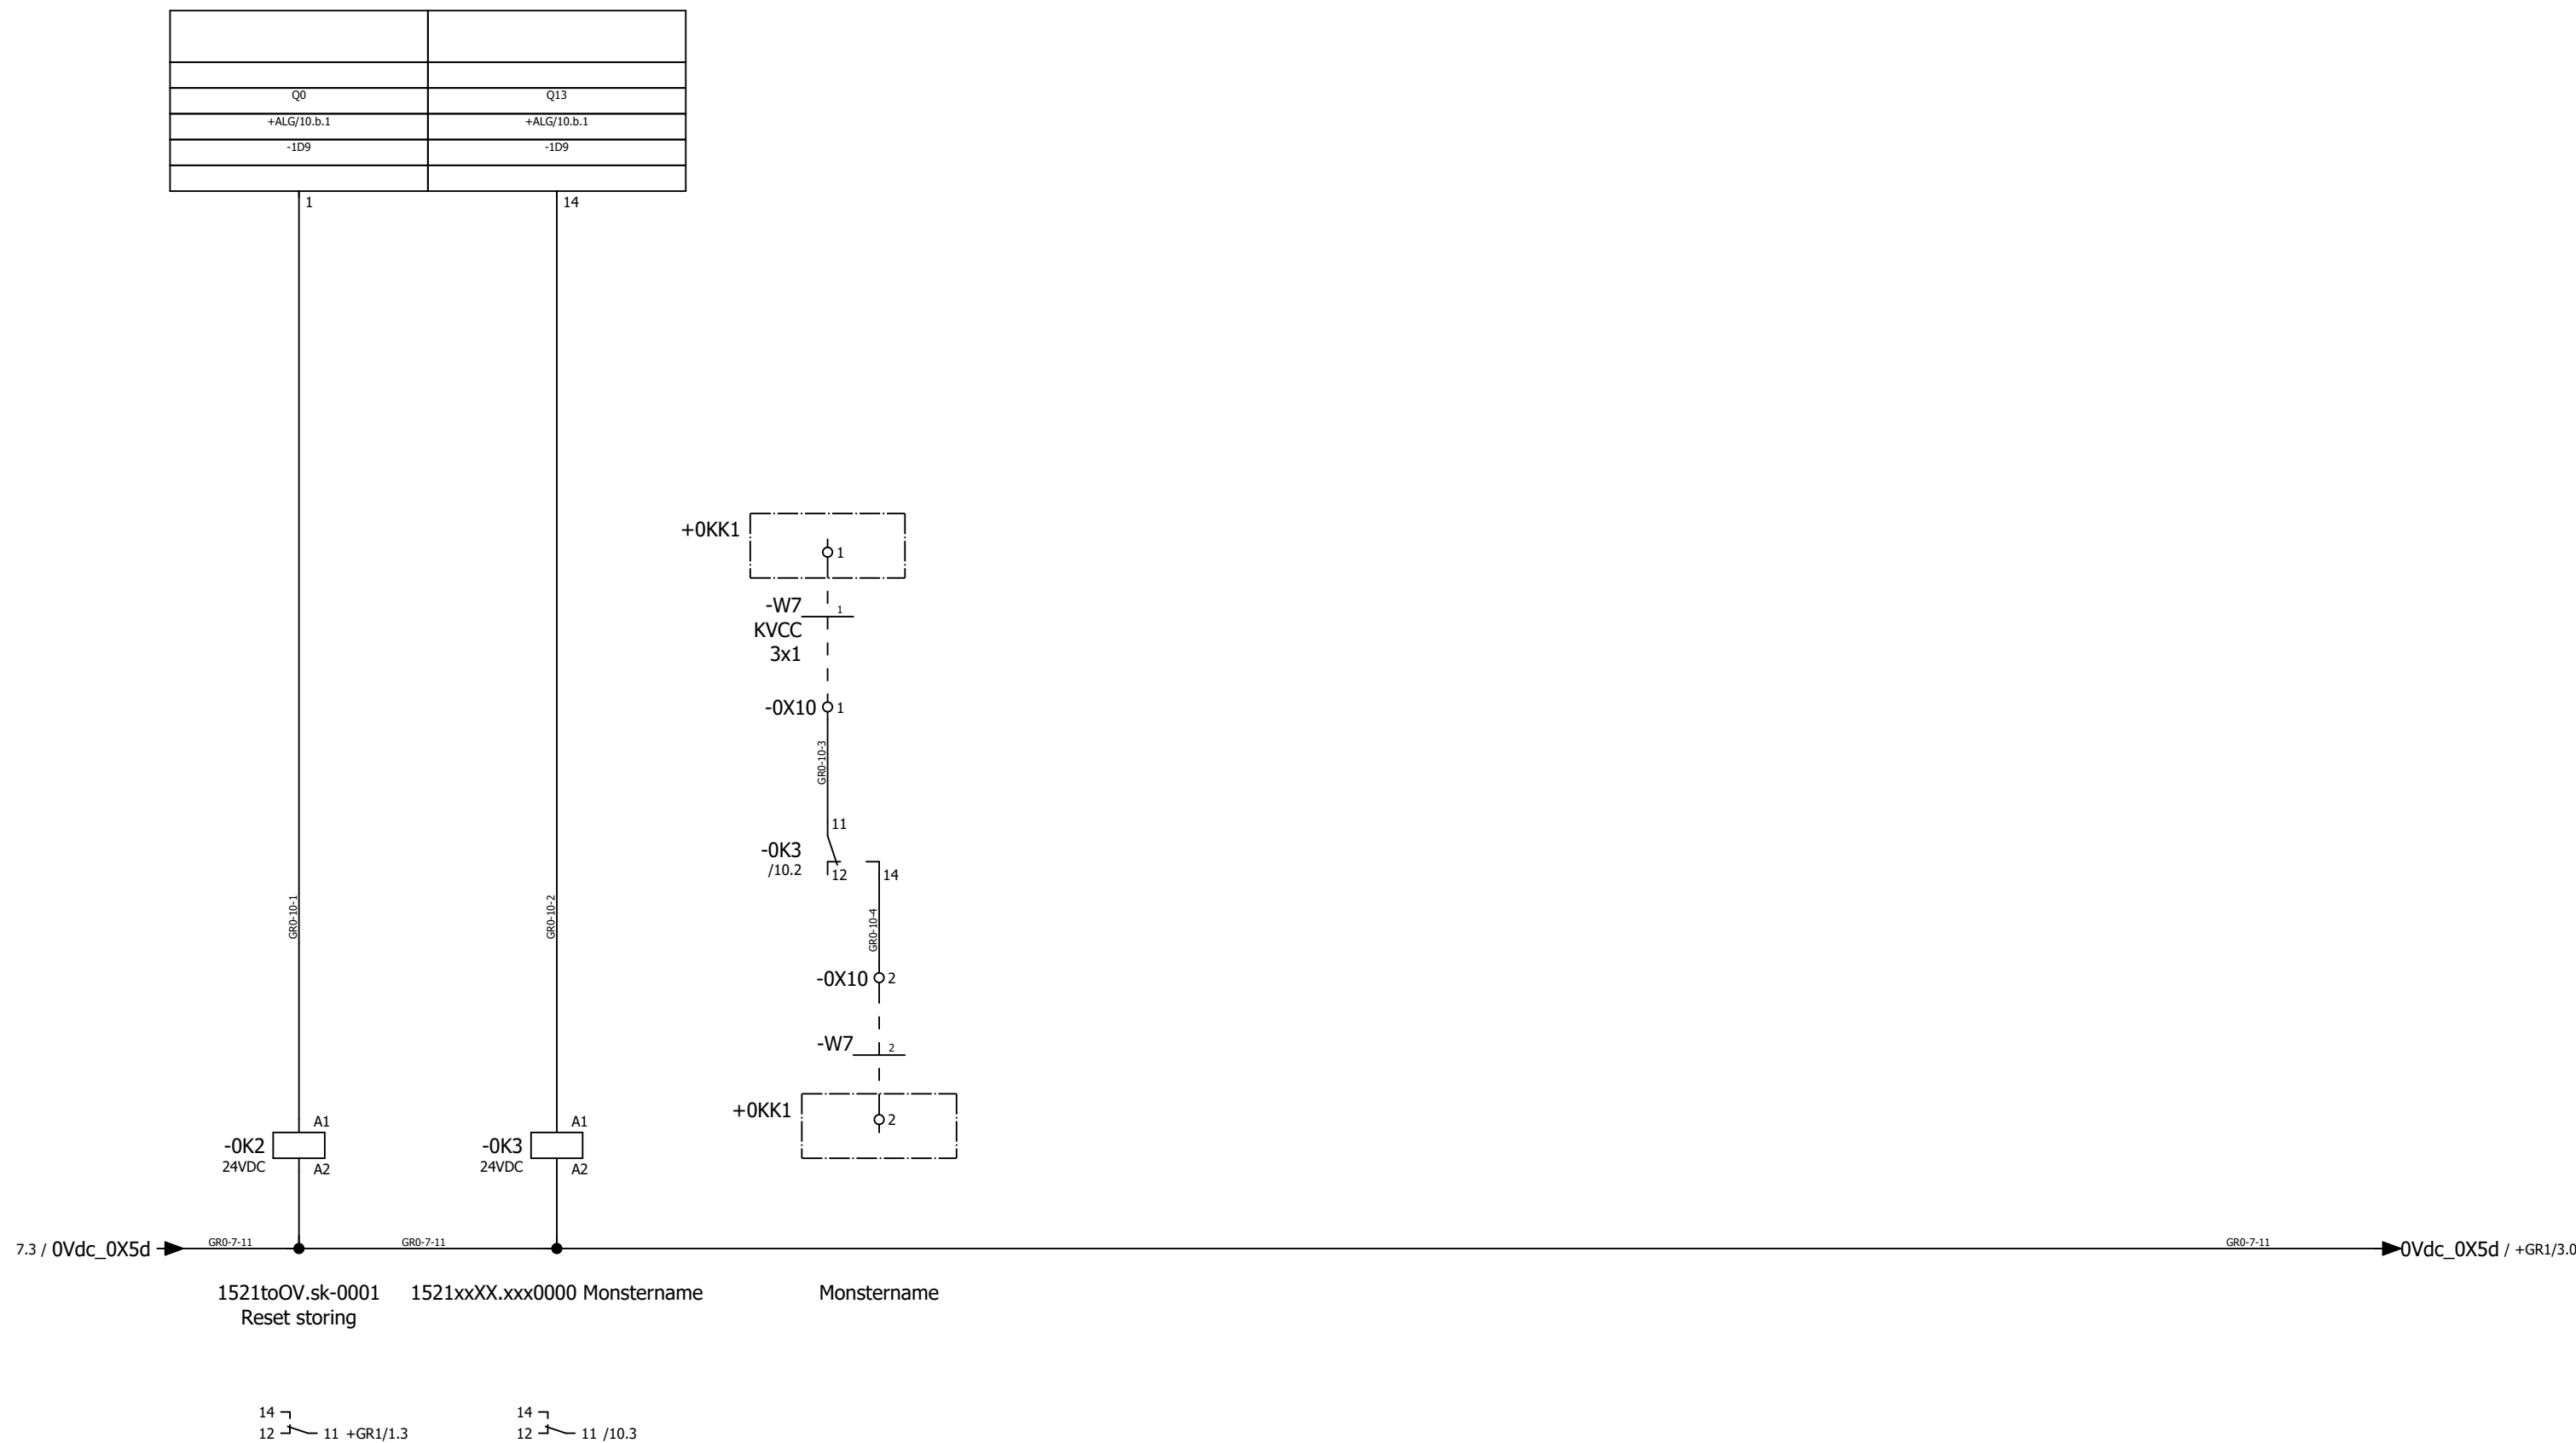 Q0
Q13
+ALG/10.b.1
+ALG/10.b.1
-1D9
-1D9
1
14
+0KK1
1
-W7
1
KVCC
3x1
-0X10
1
GR0-10-3
11
-0K3
/10.2
12
14
GR0-10-1
GR0-10-2
GR0-10-4
-0X10
2
-W7
2
+0KK1
2
A1
-0K2
24VDC
A2
A1
-0K3
24VDC
A2
7.3 / 0Vdc_0X5d
GR0-7-11
GR0-7-11
GR0-7-11
0Vdc_0X5d / +GR1/3.0
1521toOV.sk-0001
Reset storing
1521xxXX.xxx0000 Monstername
Monstername
14
12
11 +GR1/1.3
14
12
11 /10.3